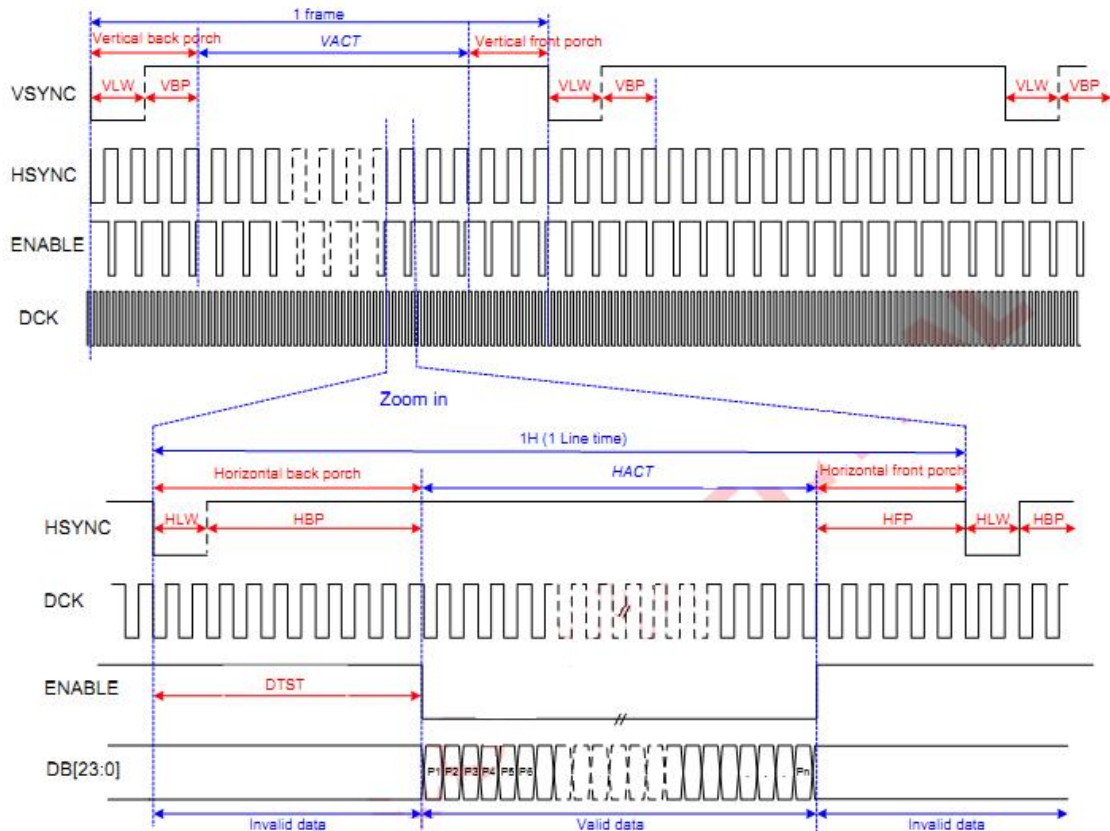 1 frame
Vertical back porch VACT Vertical front porch
VSYNC VLW VBP VLW VBP VLW VBP
HSYNC
ENABLE
DCK
Zoom in
1H (1 Line time)
Horizontal back porch HACT Horizontal front porch
HSYNC HLW HBP HFP HLW HBP
DCK //
ENABLE DTST //
DB[23:0] P1 P2 P3 P4 P5 P6 . . . Pn
Invalid data Valid data Invalid data